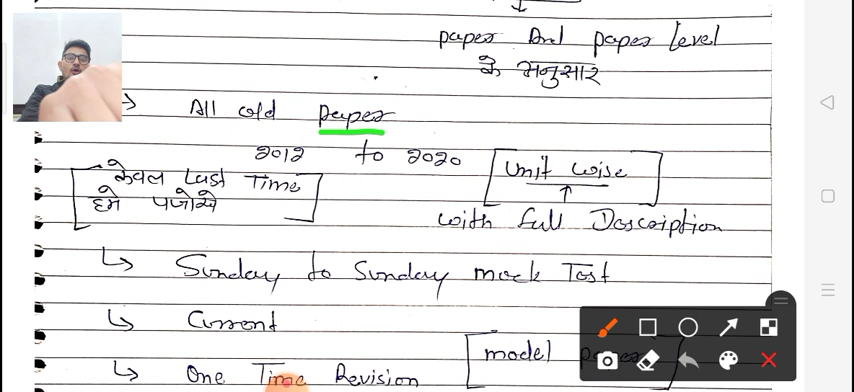 paper And paper Level
के अनुसार
→ All old paper
2012 to 2020 [Unit wise]
[केवल Last Time
हमे
with full Description
↳ Sunday to Sunday mock Test
↳ Current
[model paper]
↳ One Time Revision